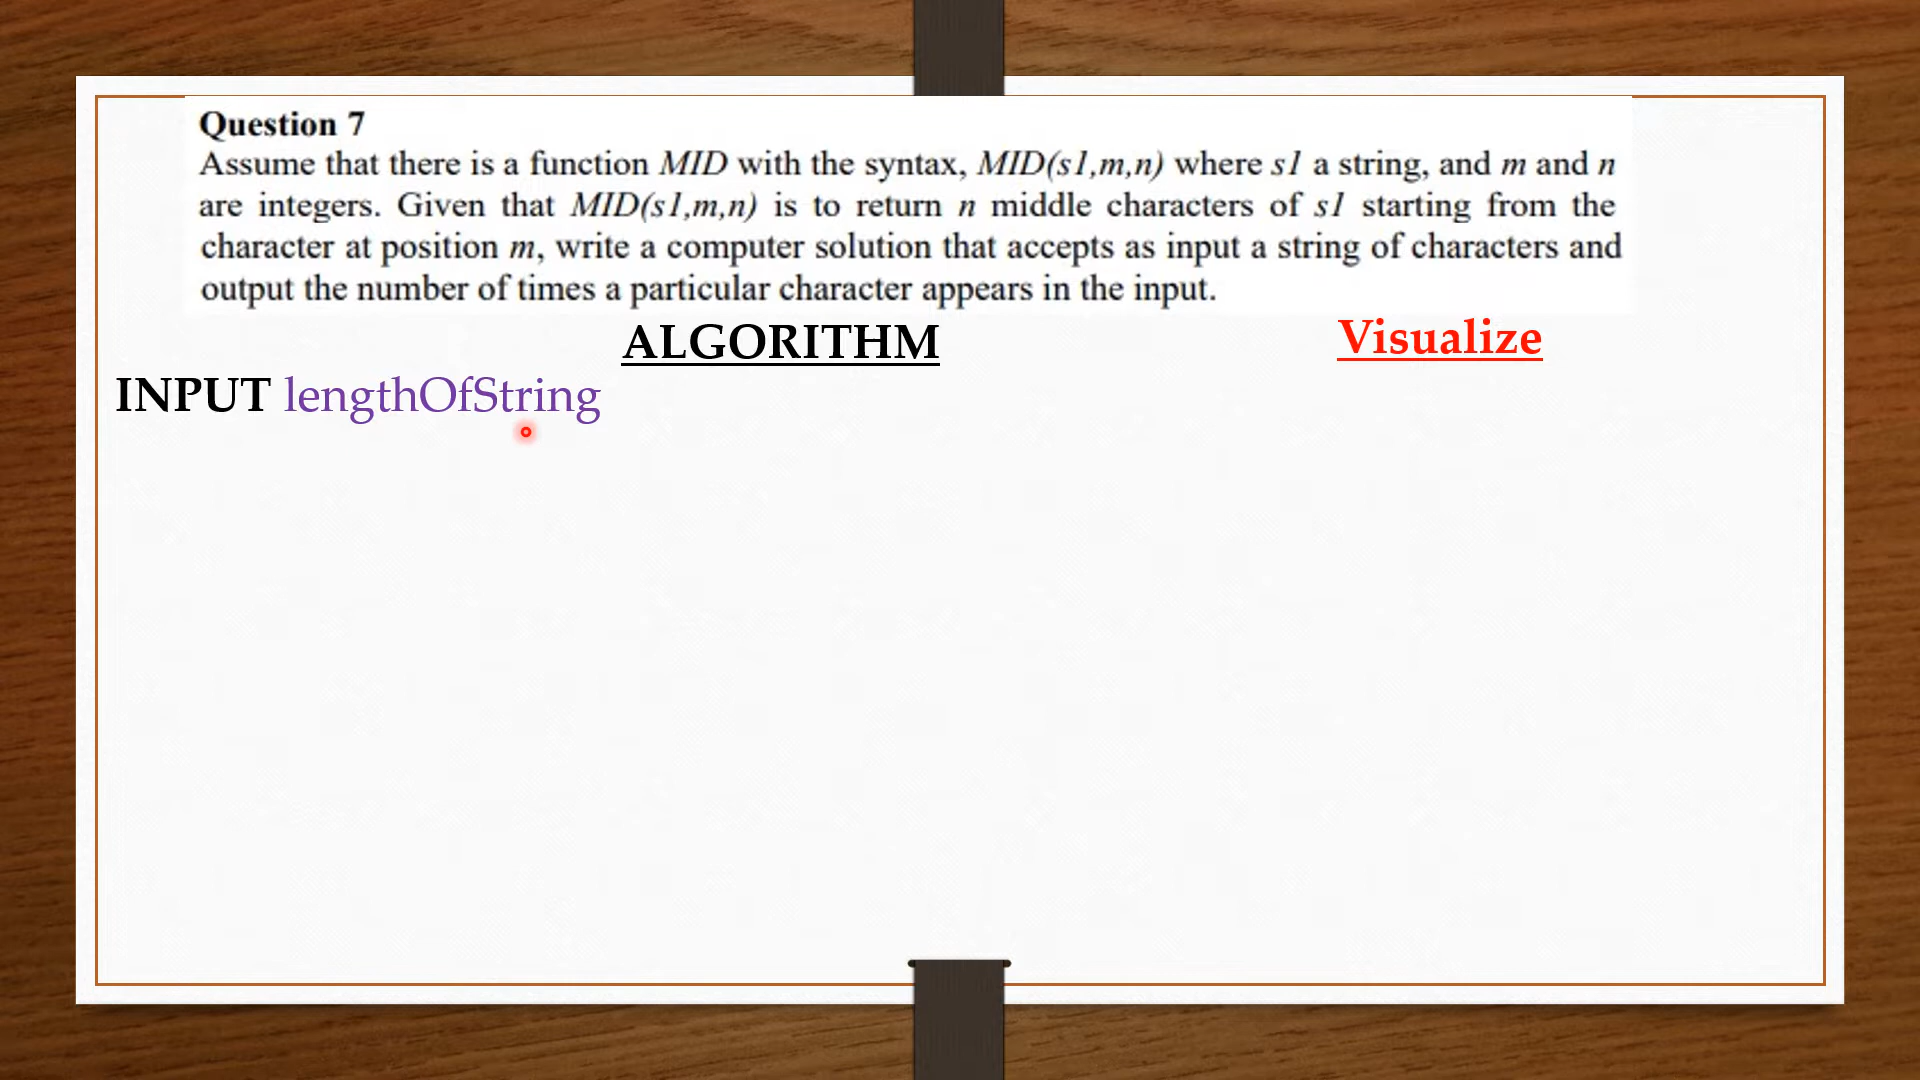 Question 7
Assume that there is a function MID with the syntax, MID(s1,m,n) where s1 a string, and m and n
are integers. Given that MID(s1,m,n) is to return n middle characters of s1 starting from the
character at position m, write a computer solution that accepts as input a string of characters and
output the number of times a particular character appears in the input.
ALGORITHM
Visualize
INPUT lengthOfString